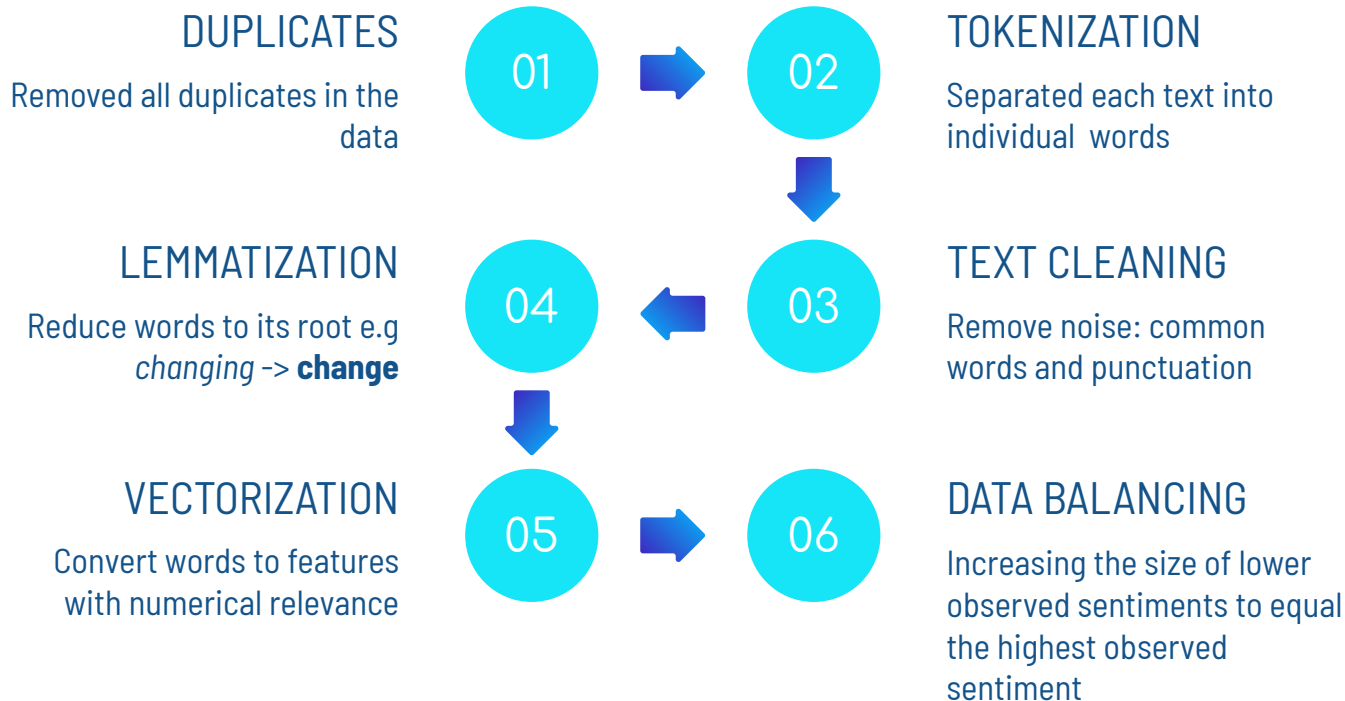 DUPLICATES
Removed all duplicates in the
data
01
02
TOKENIZATION
Separated each text into
individual  words
TEXT CLEANING
Remove noise: common
words and punctuation
03
04
LEMMATIZATION
Reduce words to its root e.g
changing -> change
VECTORIZATION
Convert words to features
with numerical relevance
05
06
DATA BALANCING
Increasing the size of lower
observed sentiments to equal
the highest observed
sentiment